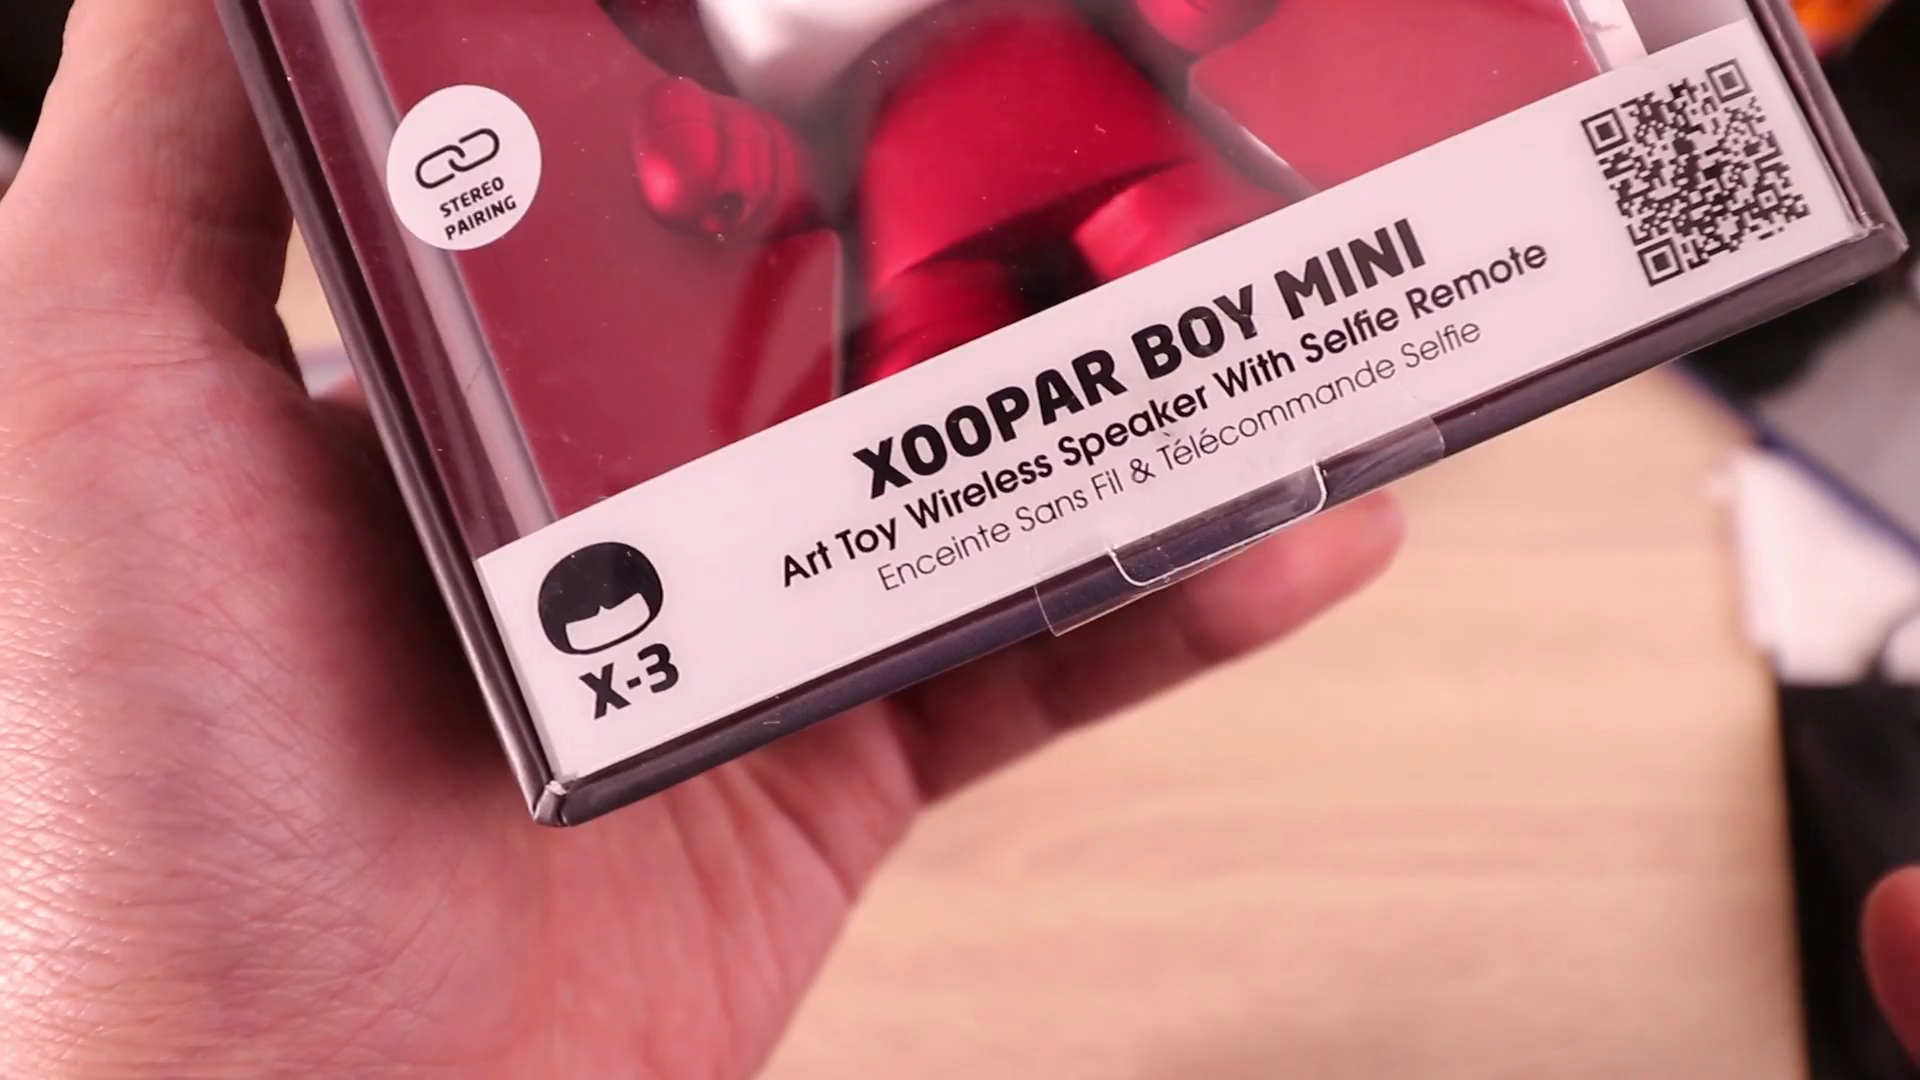 STEREO
PAIRING
XOOPAR BOY MINI
Art Toy Wireless Speaker With Selfie Remote
Enceinte Sans Fil & Télécommande Selfie
X-3